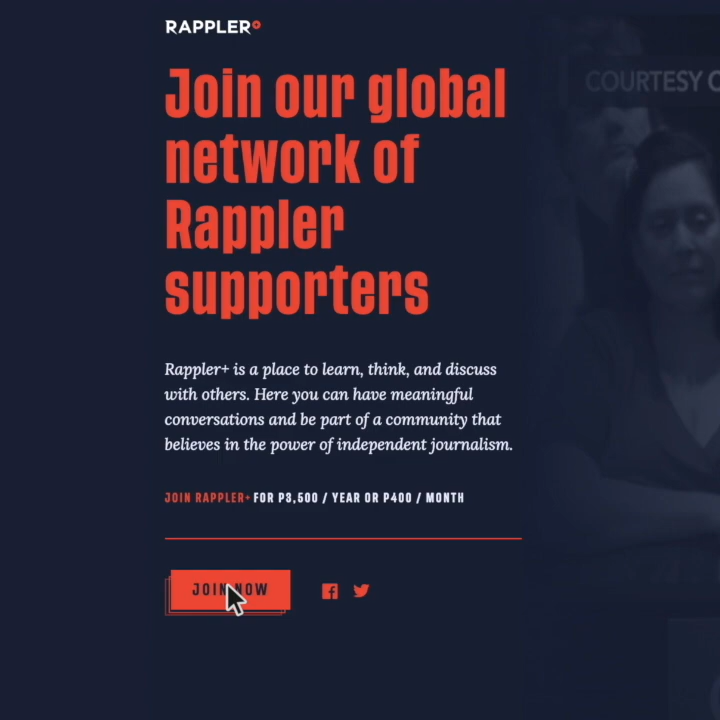 RAPPLER+
COURTESY
Join our global
network of
Rappler
supporters
Rappler+ is a place to learn, think, and discuss
with others. Here you can have meaningful
conversations and be part of a community that
believes in the power of independent journalism.
JOIN RAPPLER+ FOR P3,500 / YEAR OR P400 / MONTH
JOIN NOW